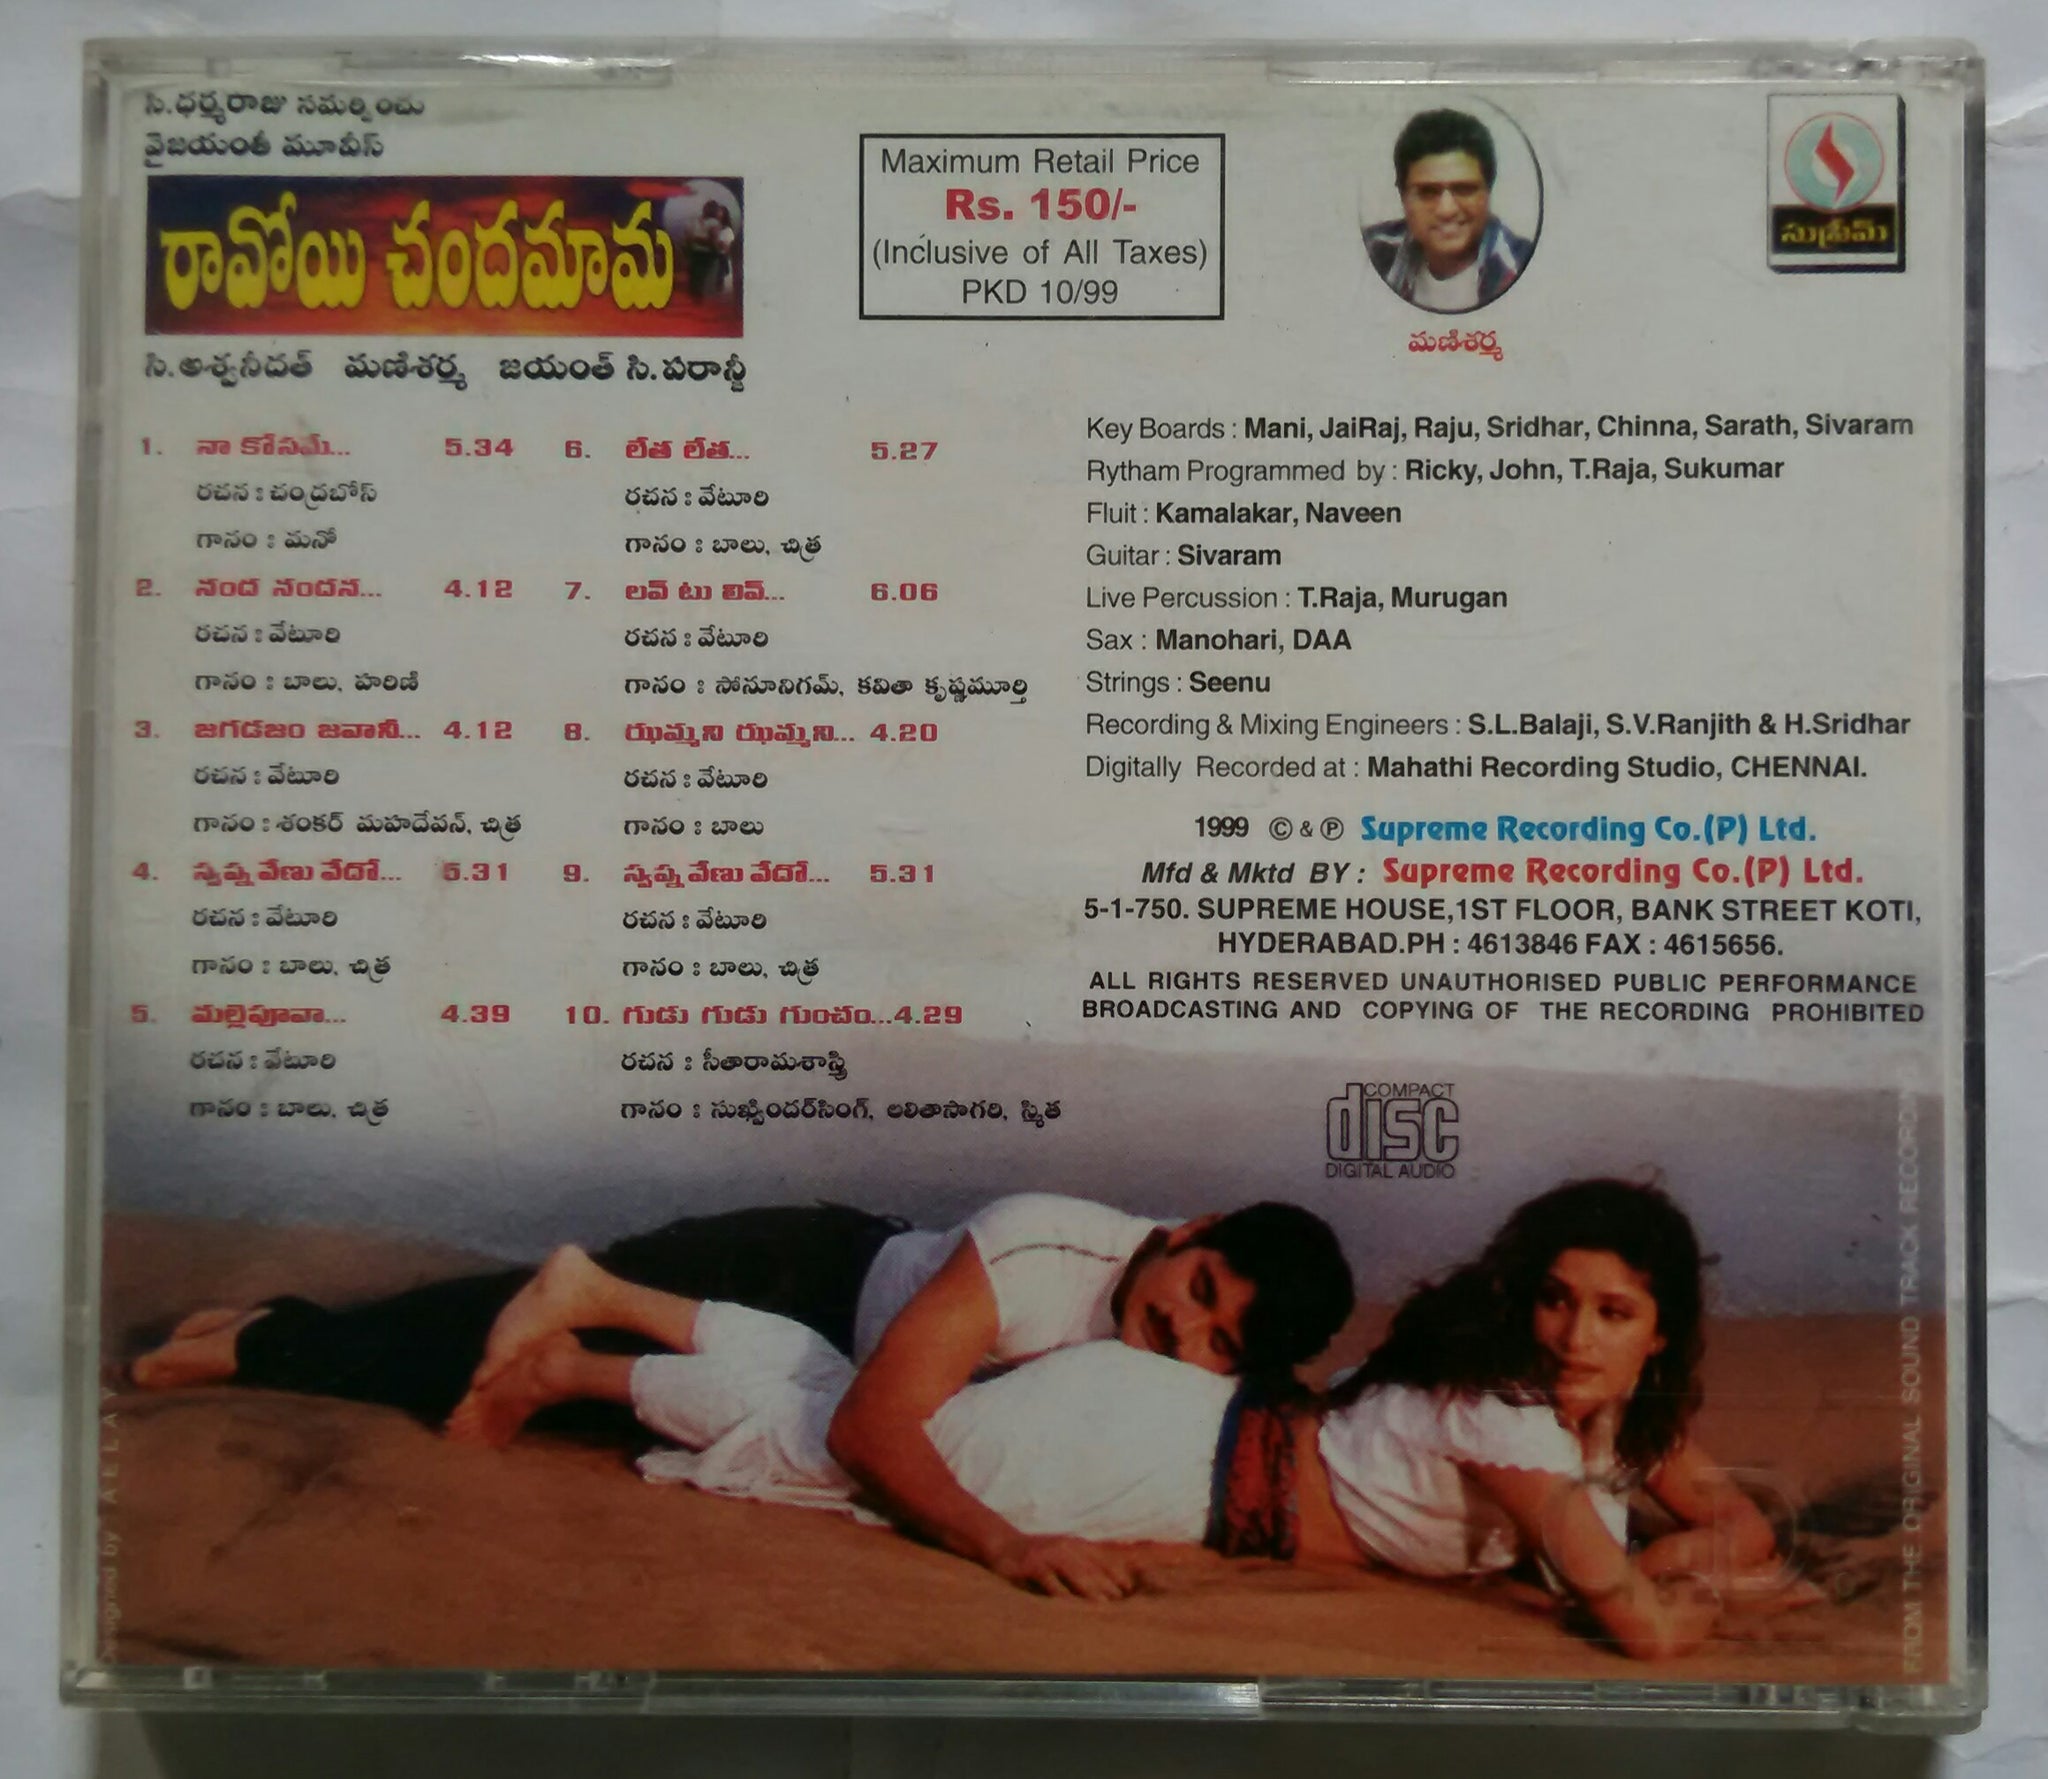 సి.ధర్మరాజు సమర్పించు
వైజయంతీ మూవీస్
రావోయి చందమామ
సి.అశ్వనీదత్ మణిశర్మ జయంత్ సి.పరాన్జీ
1. నా కోసమే... 5.34
రచన : చంద్రబోస్
గానం : మనో
2. నంద నందన... 4.12
రచన : వేటూరి
గానం : బాలు, హరిణి
3. జగడజం జవానీ... 4.12
రచన : వేటూరి
గానం : శంకర్ మహదేవన్, చిత్ర
4. స్వప్న వేణు వేదో... 5.31
రచన : వేటూరి
గానం : బాలు, చిత్ర
5. మల్లెపూవా... 4.39
రచన : వేటూరి
గానం : బాలు, చిత్ర
6. లేత లేత... 5.27
రచన : వేటూరి
గానం : బాలు, చిత్ర
7. లవ్ టు లివ్... 6.06
రచన : వేటూరి
గానం : సోనూనిగమ్, కవితా కృష్ణమూర్తి
8. ఝుమ్మని ఝుమ్మని... 4.20
రచన : వేటూరి
గానం : బాలు
9. స్వప్న వేణు వేదో... 5.31
రచన : వేటూరి
గానం : బాలు, చిత్ర
10. గుడు గుడు గుంచం...4.29
రచన : సీతారామశాస్త్రి
గానం : సుఖ్విందర్‌సింగ్, లలితాసాగరి, స్మిత
Maximum Retail Price
Rs. 150/-
(Inclusive of All Taxes)
PKD 10/99
మణిశర్మ
సుప్రీమ్
Key Boards : Mani, JaiRaj, Raju, Sridhar, Chinna, Sarath, Sivaram
Rytham Programmed by : Ricky, John, T.Raja, Sukumar
Fluit : Kamalakar, Naveen
Guitar : Sivaram
Live Percussion : T.Raja, Murugan
Sax : Manohari, DAA
Strings : Seenu
Recording & Mixing Engineers : S.L.Balaji, S.V.Ranjith & H.Sridhar
Digitally Recorded at : Mahathi Recording Studio, CHENNAI.
1999 © & ℗ Supreme Recording Co.(P) Ltd.
Mfd & Mktd BY : Supreme Recording Co.(P) Ltd.
5-1-750. SUPREME HOUSE,1ST FLOOR, BANK STREET KOTI,
HYDERABAD.PH : 4613846 FAX : 4615656.
ALL RIGHTS RESERVED UNAUTHORISED PUBLIC PERFORMANCE
BROADCASTING AND COPYING OF THE RECORDING PROHIBITED
COMPACT
disc
DIGITAL AUDIO
Designed by AELAY
FROM THE ORIGINAL SOUND TRACK RECORDINGS
CD